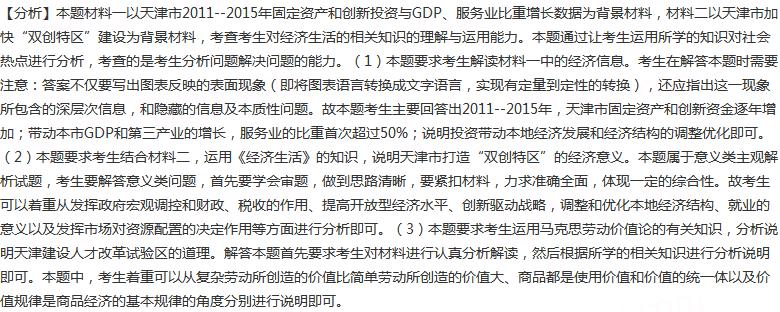 【分析】本题材料一以天津市2011--2015年固定资产和创新投资与GDP、服务业比重增长数据为背景材料，材料二以天津市加
快“双创特区”建设为背景材料，考查考生对经济生活的相关知识的理解与运用能力。本题通过让考生运用所学的知识对社会
热点进行分析，考查的是考生分析问题解决问题的能力。（1）本题要求考生解读材料一中的经济信息。考生在解答本题时需要
注意：答案不仅要写出图表反映的表面现象（即将图表语言转换成文字语言，实现有定量到定性的转换），还应指出这一现象
所包含的深层次信息，和隐藏的信息及本质性问题。故本题考生主要回答出2011--2015年，天津市固定资产和创新资金逐年增
加；带动本市GDP和第三产业的增长，服务业的比重首次超过50%；说明投资带动本地经济发展和经济结构的调整优化即可。
（2）本题要求考生结合材料二，运用《经济生活》的知识，说明天津市打造“双创特区”的经济意义。本题属于意义类主观解
析试题，考生要解答意义类问题，首先要学会审题，做到思路清晰，要紧扣材料，力求准确全面，体现一定的综合性。故考生
可以着重从发挥政府宏观调控和财政、税收的作用、提高开放型经济水平、创新驱动战略，调整和优化本地经济结构、就业的
意义以及发挥市场对资源配置的决定作用等方面进行分析即可。（3）本题要求考生运用马克思劳动价值论的有关知识，分析说
明天津建设人才改革试验区的道理。解答本题首先要求考生对材料进行认真分析解读，然后根据所学的相关知识进行分析说明
即可。本题中，考生着重可以从复杂劳动所创造的价值比简单劳动所创造的价值大、商品都是使用价值和价值的统一体以及价
值规律是商品经济的基本规律的角度分别进行说明即可。